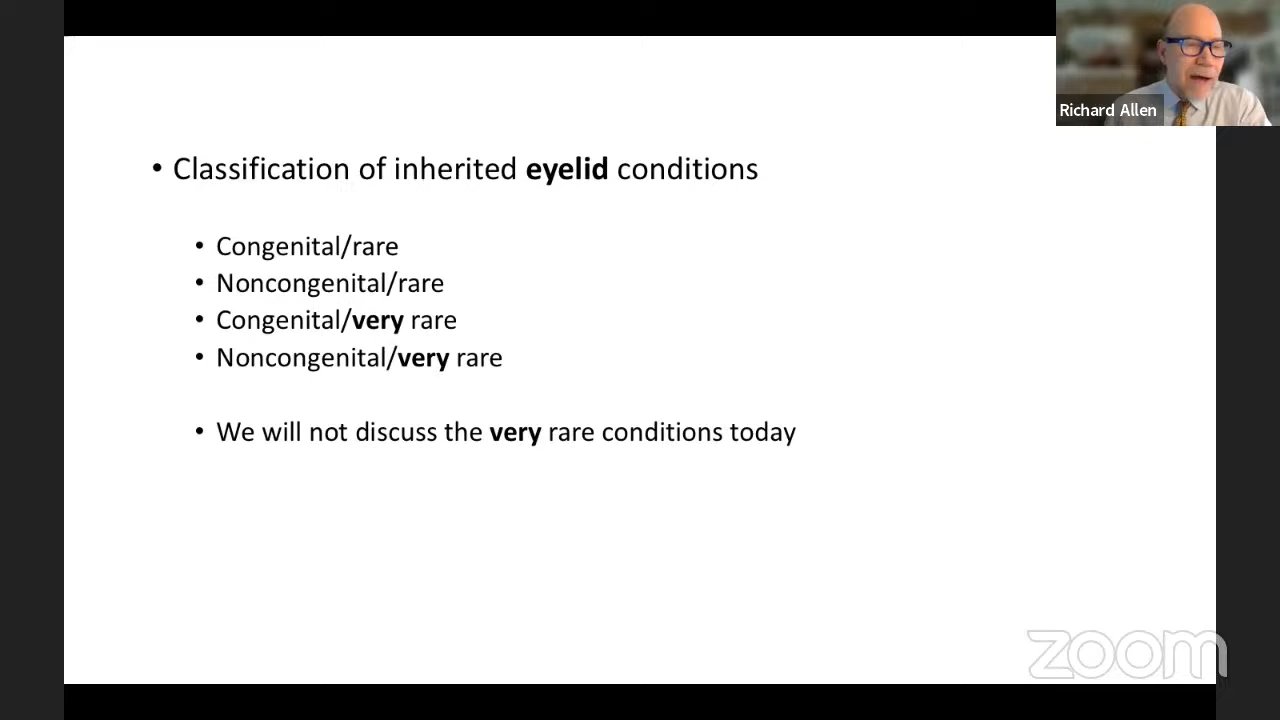 Richard Allen
• Classification of inherited eyelid conditions
• Congenital/rare
• Noncongenital/rare
• Congenital/very rare
• Noncongenital/very rare
• We will not discuss the very rare conditions today
zoom